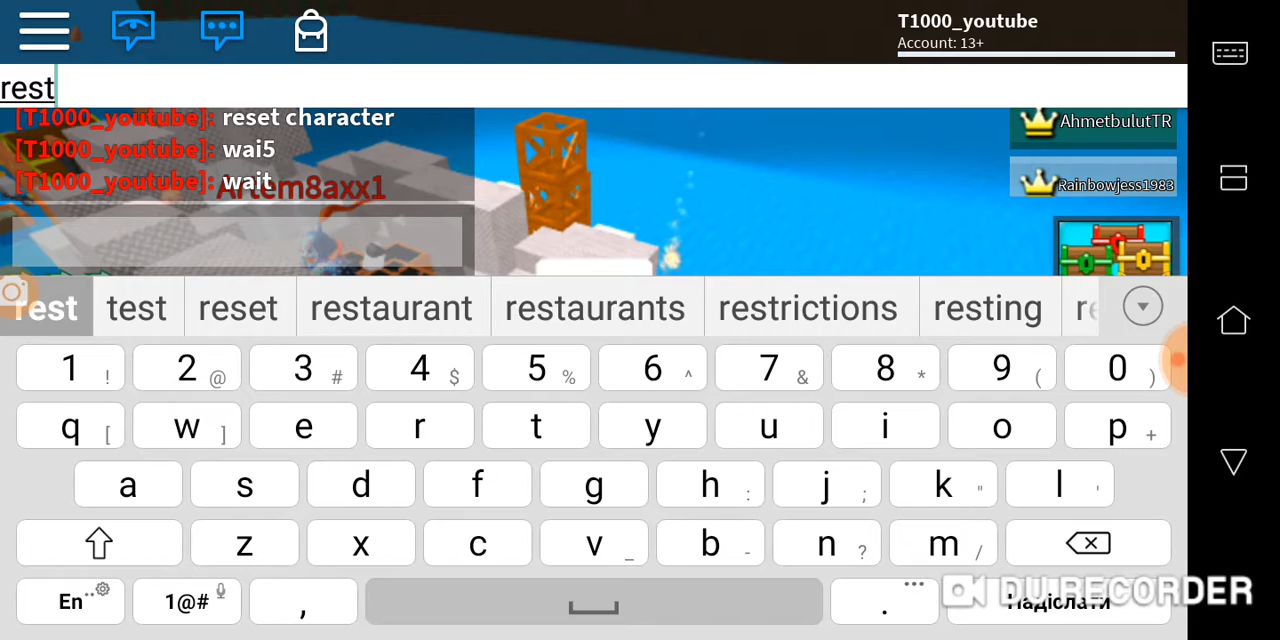 T1000_youtube
Account: 13+
rest
[T1000_youtube]: reset character
[T1000_youtube]: wai5
[T1000_youtube]: wait
Artem8axx1
AhmetbulutTR
Rainbowjess1983
rest test reset restaurant restaurants restrictions resting re
1 ! 2 @ 3 # 4 $ 5 % 6 ^ 7 & 8 * 9 ( 0 )
q [ w ] e r t y u i o p +
a s d f g h : j ; k " l '
z x c v _ b - n ? m /
En 1@# , . ... Надіслати
DU RECORDER